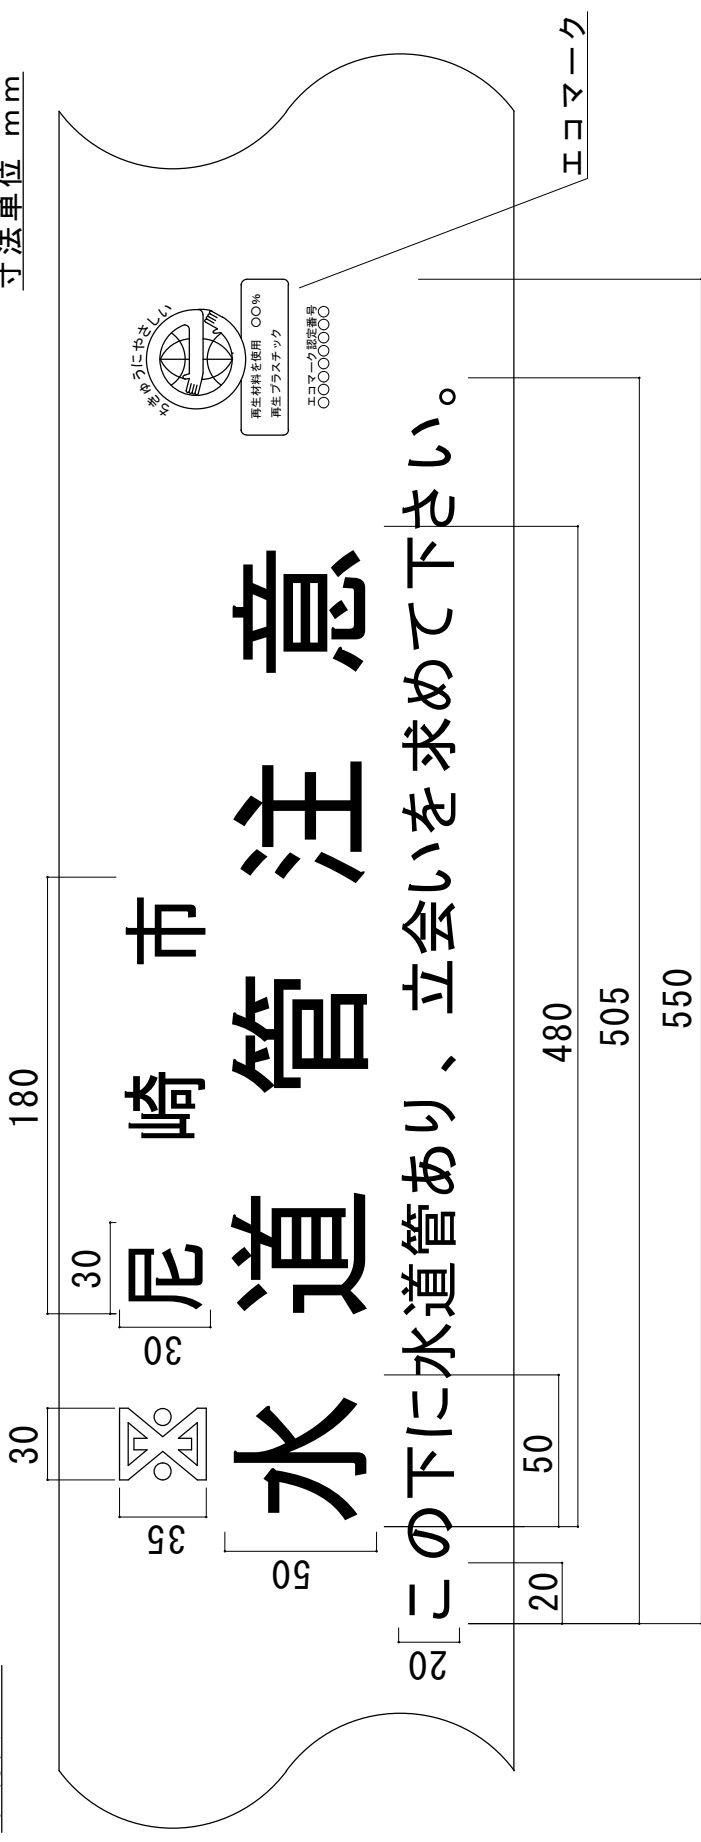 寸法単位 mm
180
30
30
30
35
尼崎市
ちきゅうにやさしい
再生材料を使用 〇〇%
再生プラスチック
エコマーク認定番号
〇〇〇〇〇〇〇〇
エコマーク
水道管注意
50
この下に水道管あり、立会いを求めて下さい。
20
20
50
480
505
550